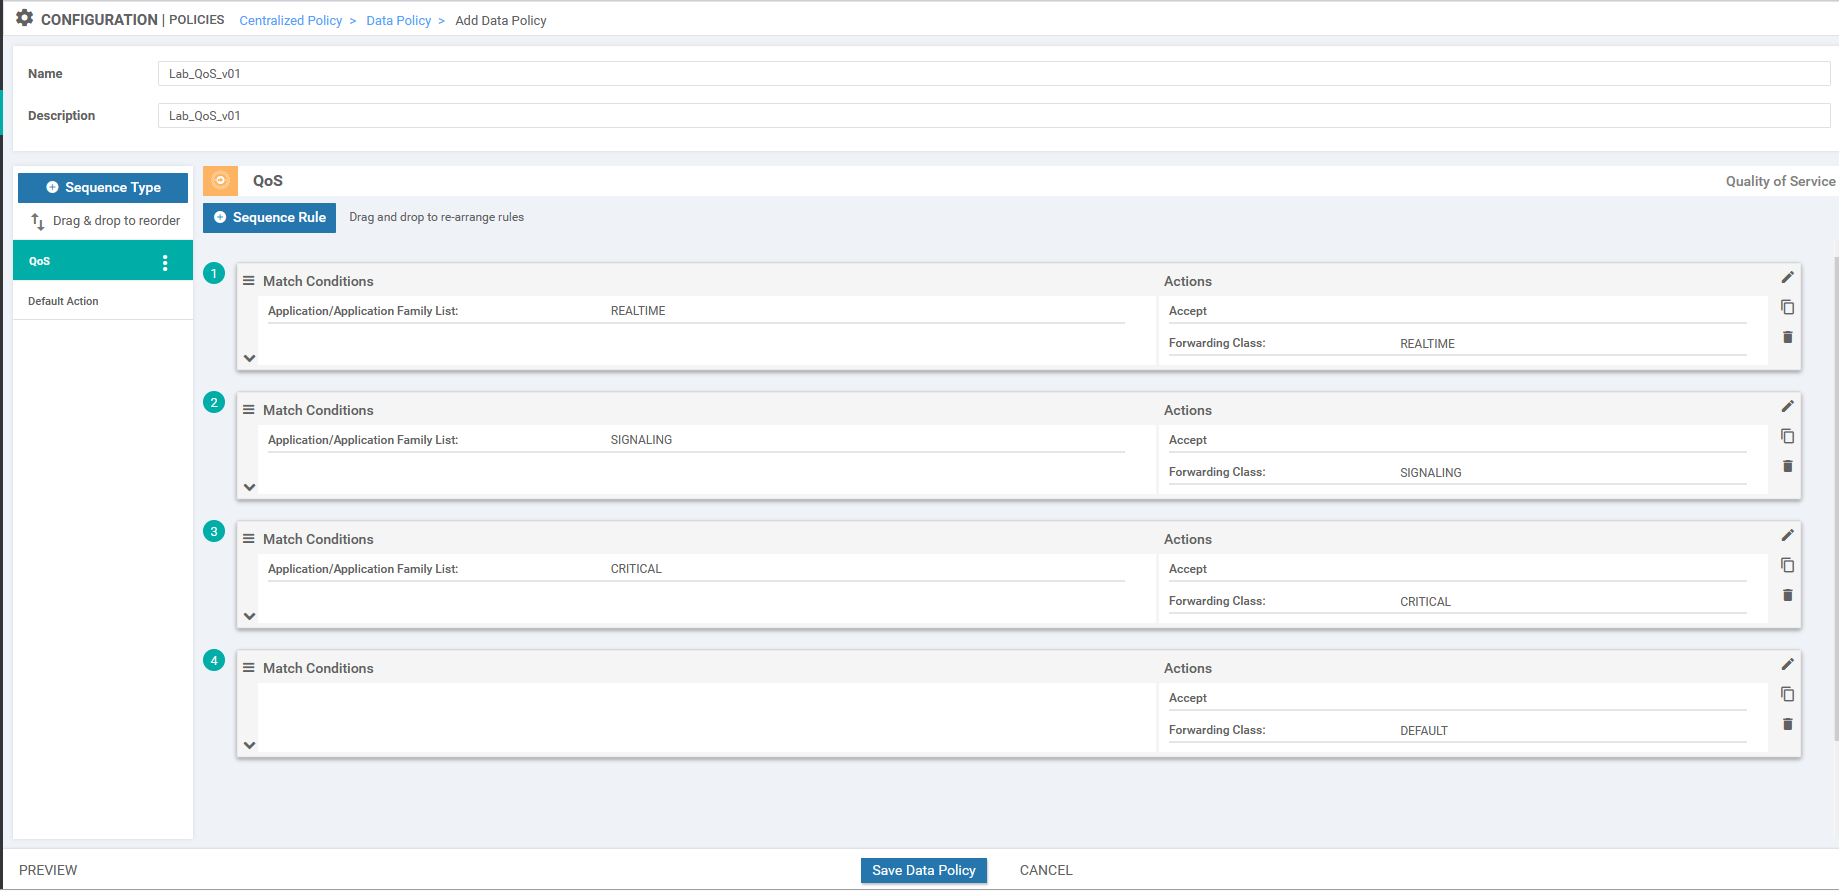 CONFIGURATION | POLICIES Centralized Policy > Data Policy > Add Data Policy
Name Lab_QoS_v01
Description Lab_QoS_v01
Sequence Type
Drag & drop to reorder
QoS
Default Action
QoS Quality of Service
Sequence Rule Drag and drop to re-arrange rules
1 Match Conditions Actions
Application/Application Family List: REALTIME Accept
Forwarding Class: REALTIME
2 Match Conditions Actions
Application/Application Family List: SIGNALING Accept
Forwarding Class: SIGNALING
3 Match Conditions Actions
Application/Application Family List: CRITICAL Accept
Forwarding Class: CRITICAL
4 Match Conditions Actions
Accept
Forwarding Class: DEFAULT
PREVIEW Save Data Policy CANCEL